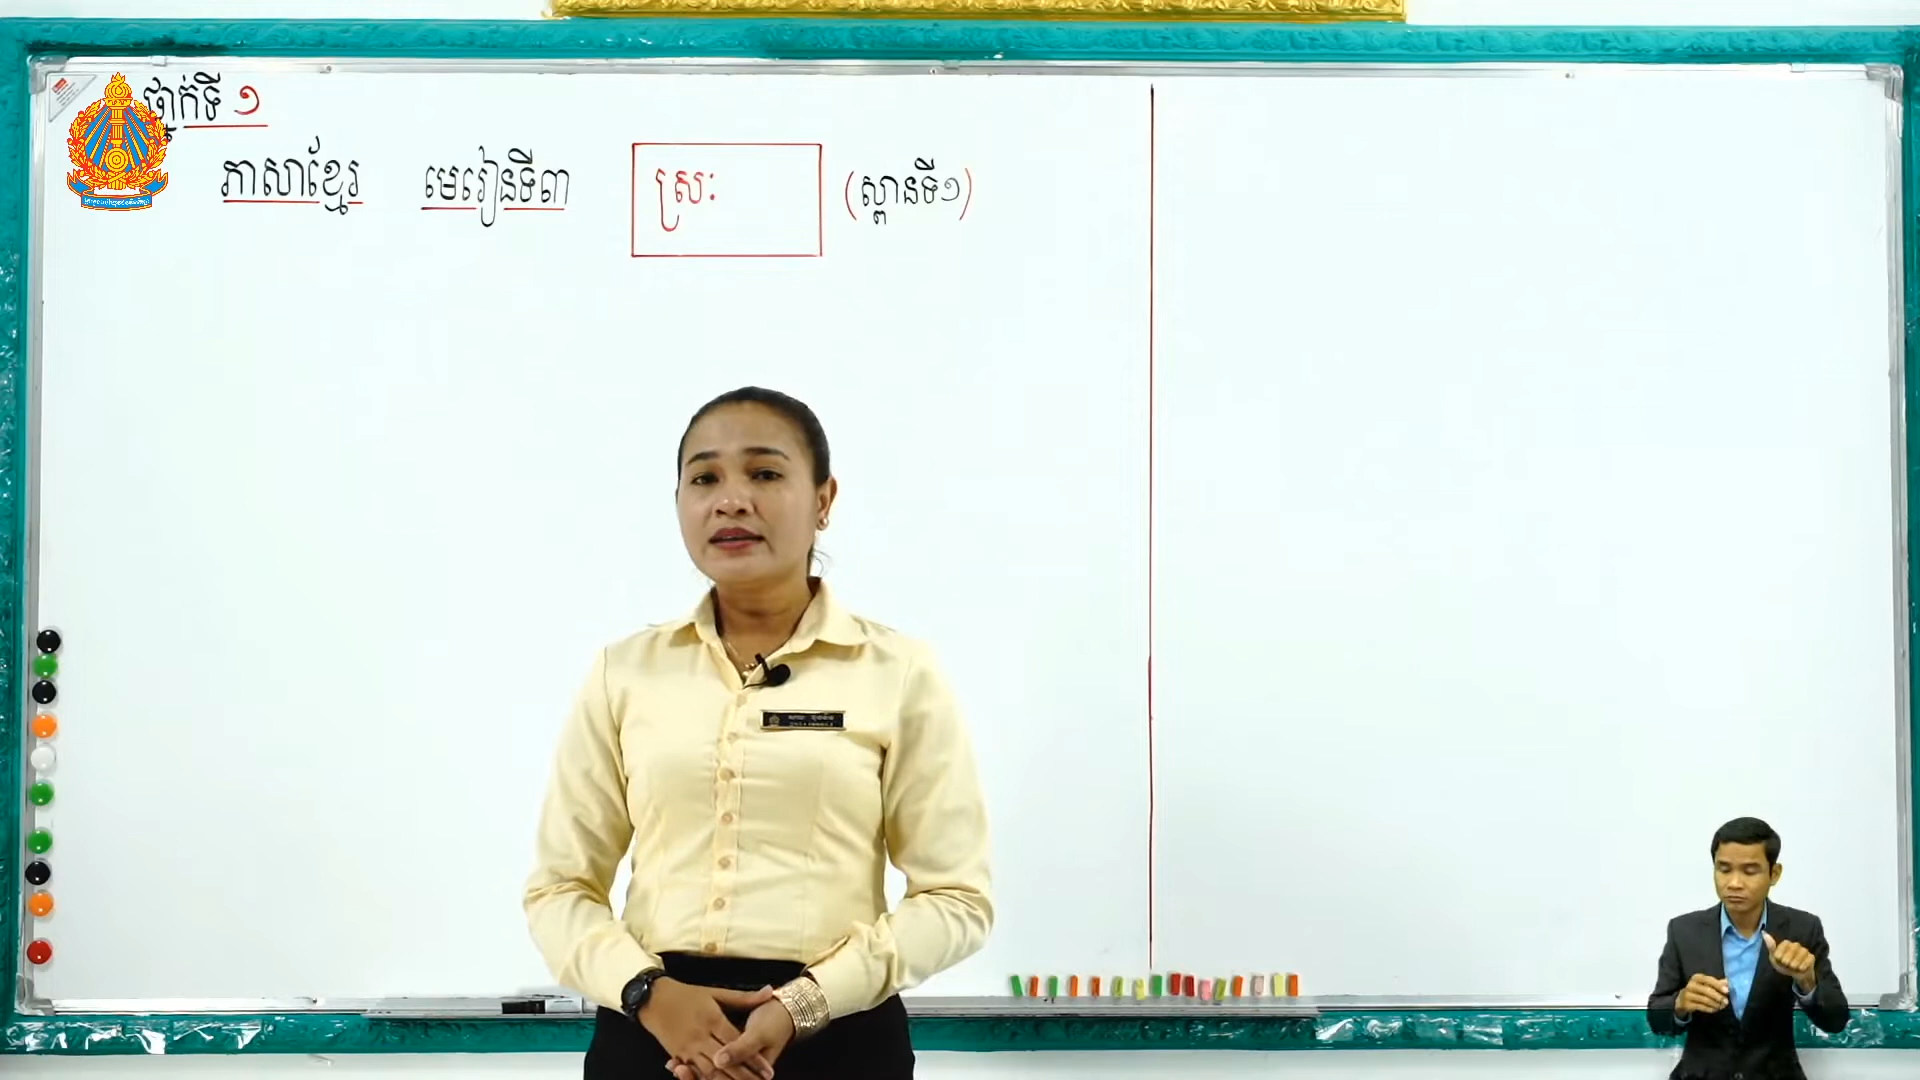 ថ្នាក់ទី ១
ភាសាខ្មែរ មេរៀនទី៣ ស្រៈ (ស្ពានទី១)